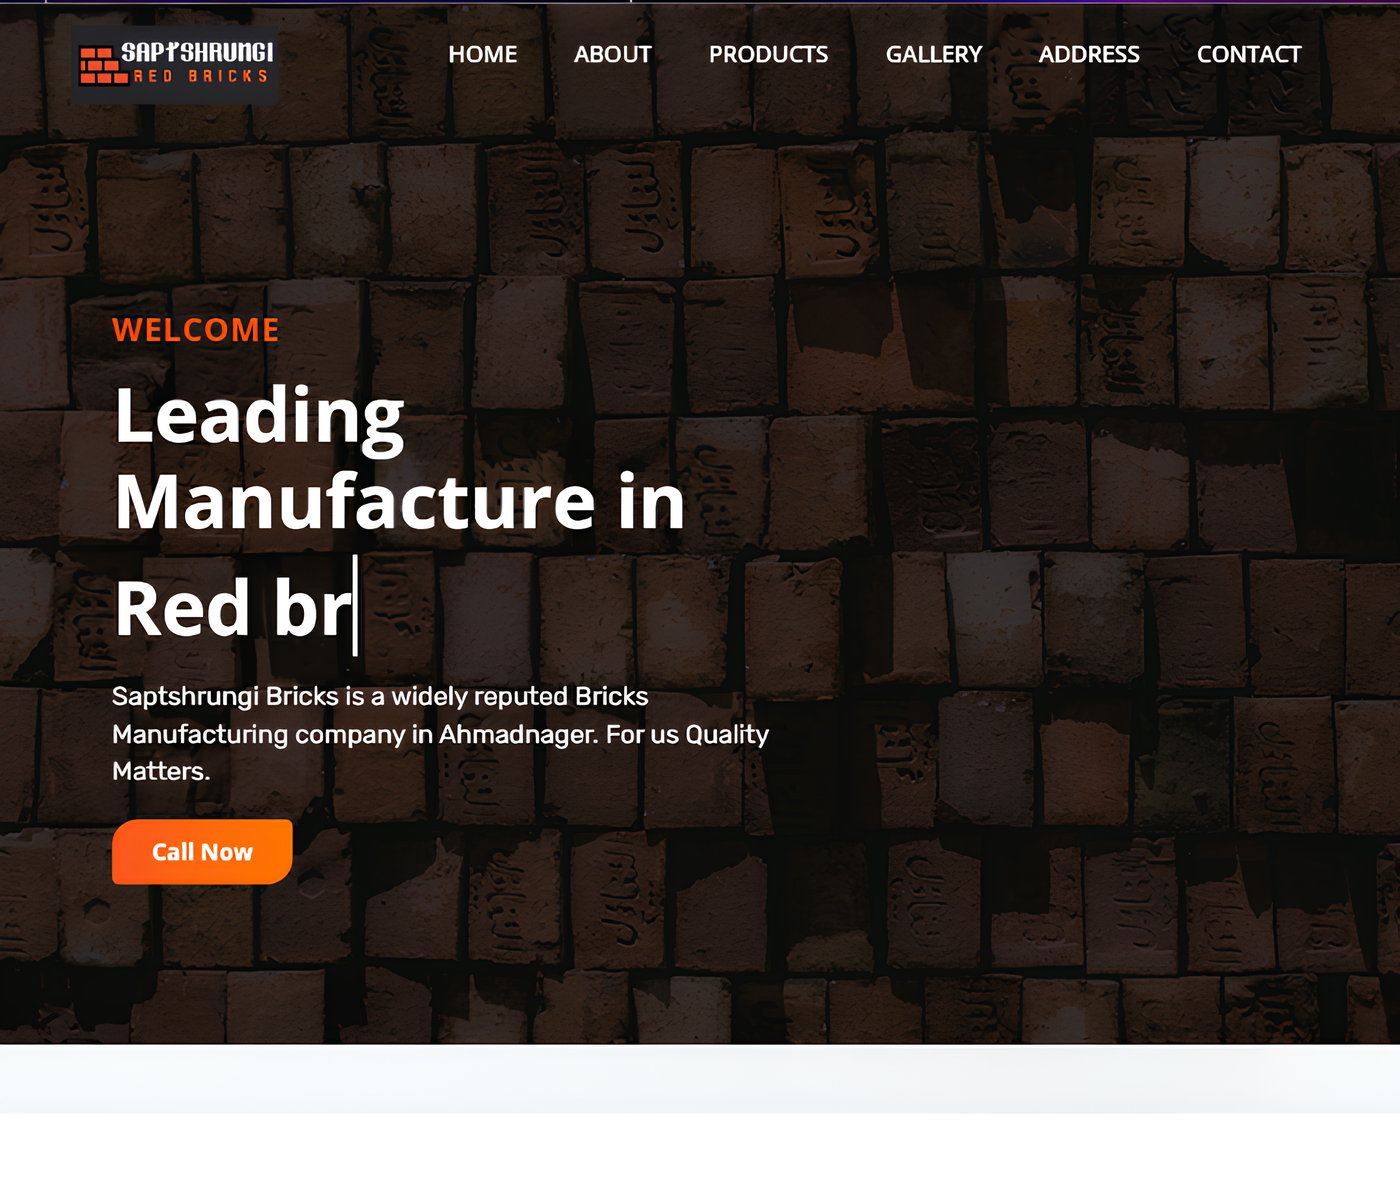 SAPTSHRUNGI
RED BRICKS
HOME ABOUT PRODUCTS GALLERY ADDRESS CONTACT
WELCOME
Leading
Manufacture in
Red br
Saptshrungi Bricks is a widely reputed Bricks
Manufacturing company in Ahmadnager. For us Quality
Matters.
Call Now